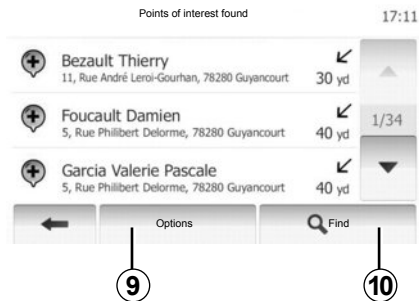 Points of interest found 17:11
Bezault Thierry
11, Rue André Leroi-Gourhan, 78280 Guyancourt 30 yd
Foucault Damien
5, Rue Philibert Delorme, 78280 Guyancourt 40 yd
1/34
Garcia Valerie Pascale
5, Rue Philibert Delorme, 78280 Guyancourt 40 yd
Options Find
9 10